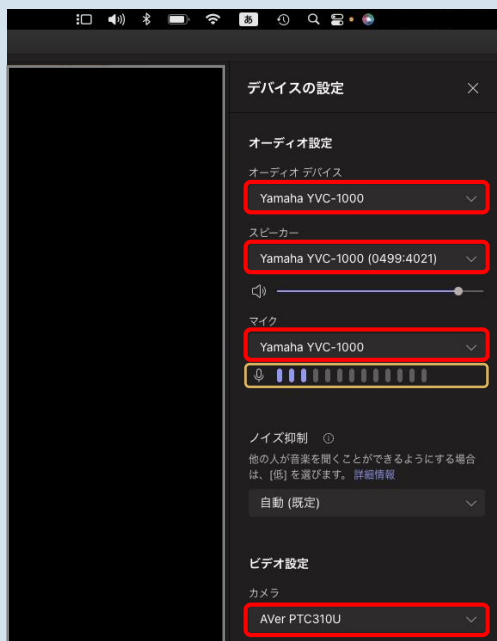 あ
デバイスの設定
オーディオ設定
オーディオ デバイス
Yamaha YVC-1000
スピーカー
Yamaha YVC-1000 (0499:4021)
マイク
Yamaha YVC-1000
ノイズ抑制
他の人が音楽を聞くことができるようにする場合
は、[低] を選びます。 詳細情報
自動 (既定)
ビデオ設定
カメラ
AVer PTC310U